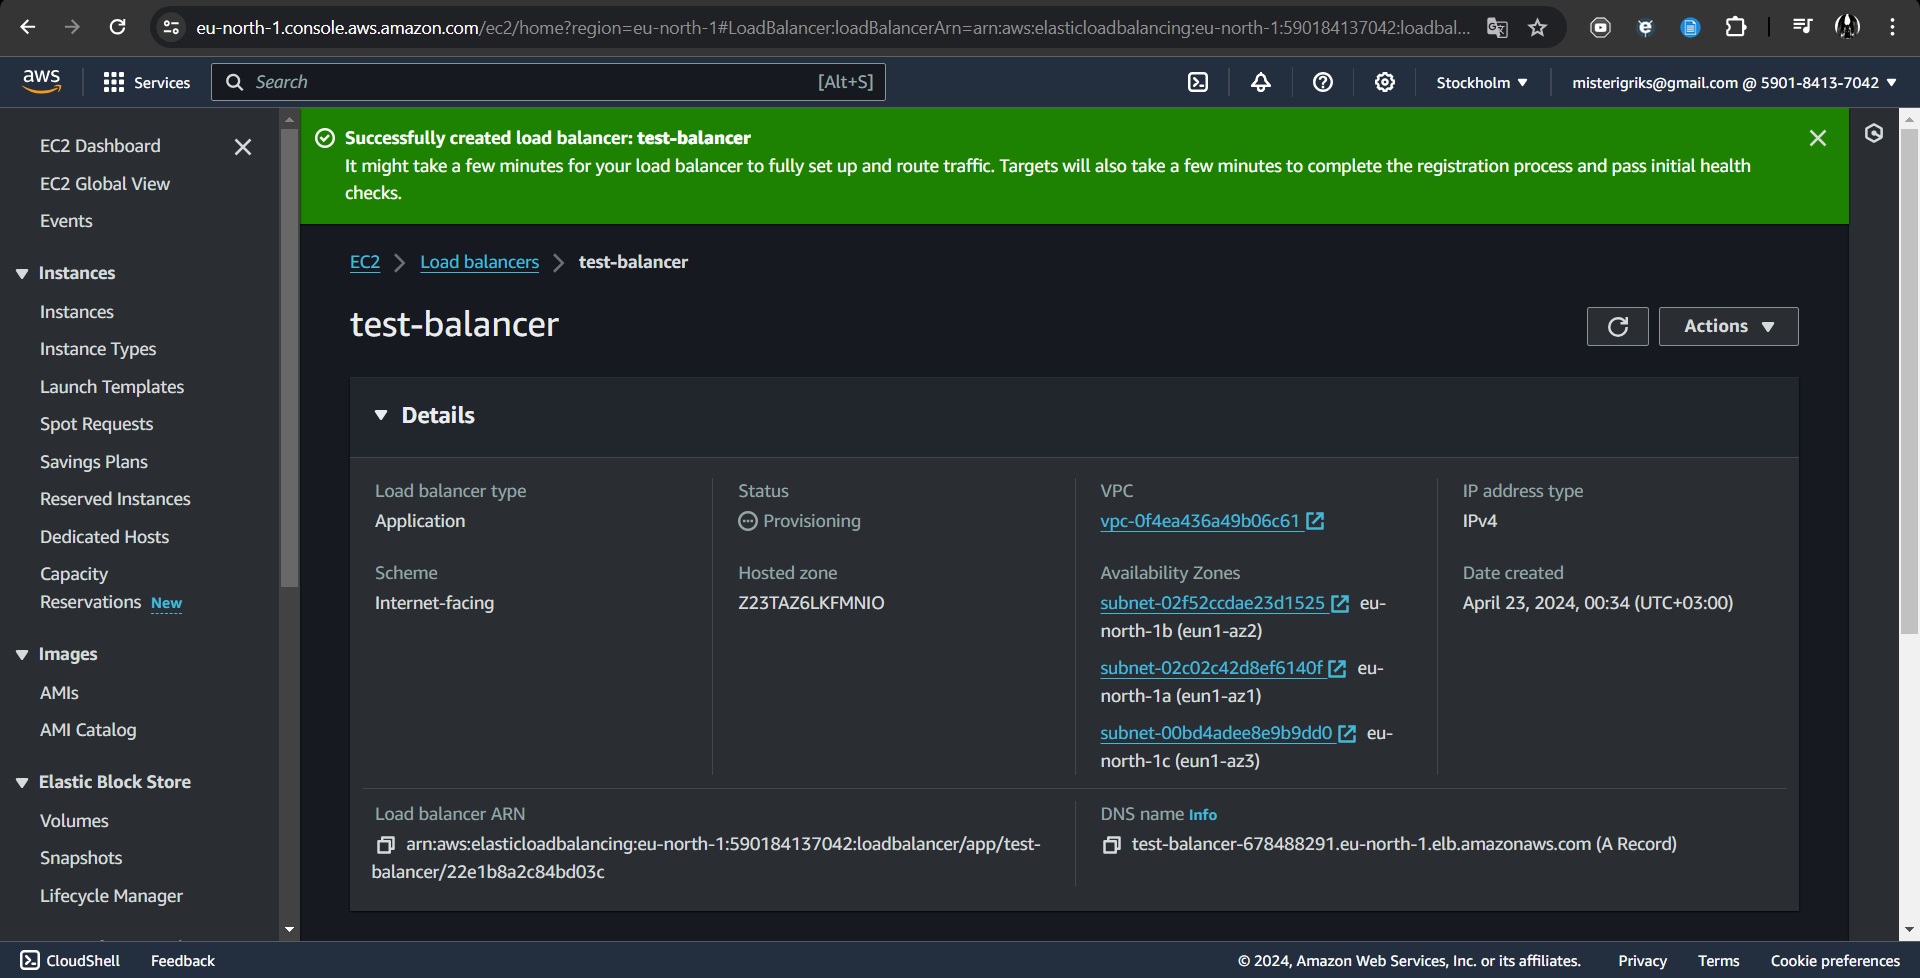 eu-north-1.console.aws.amazon.com/ec2/home?region=eu-north-1#LoadBalancer:loadBalancerArn=arn:aws:elasticloadbalancing:eu-north-1:590184137042:loadbal...
aws
Services
Search
[Alt+S]
Stockholm
misterigriks@gmail.com @ 5901-8413-7042
EC2 Dashboard
EC2 Global View
Events
Instances
Instances
Instance Types
Launch Templates
Spot Requests
Savings Plans
Reserved Instances
Dedicated Hosts
Capacity
Reservations New
Images
AMIs
AMI Catalog
Elastic Block Store
Volumes
Snapshots
Lifecycle Manager
Successfully created load balancer: test-balancer
It might take a few minutes for your load balancer to fully set up and route traffic. Targets will also take a few minutes to complete the registration process and pass initial health
checks.
EC2
Load balancers
test-balancer
test-balancer
Actions
Details
Load balancer type
Application
Status
Provisioning
VPC
vpc-0f4ea436a49b06c61
IP address type
IPv4
Scheme
Internet-facing
Hosted zone
Z23TAZ6LKFMNIO
Availability Zones
subnet-02f52ccdae23d1525 eu-
north-1b (eun1-az2)
subnet-02c02c42d8ef6140f eu-
north-1a (eun1-az1)
subnet-00bd4adee8e9b9dd0 eu-
north-1c (eun1-az3)
Date created
April 23, 2024, 00:34 (UTC+03:00)
Load balancer ARN
arn:aws:elasticloadbalancing:eu-north-1:590184137042:loadbalancer/app/test-
balancer/22e1b8a2c84bd03c
DNS name Info
test-balancer-678488291.eu-north-1.elb.amazonaws.com (A Record)
CloudShell
Feedback
© 2024, Amazon Web Services, Inc. or its affiliates.
Privacy
Terms
Cookie preferences